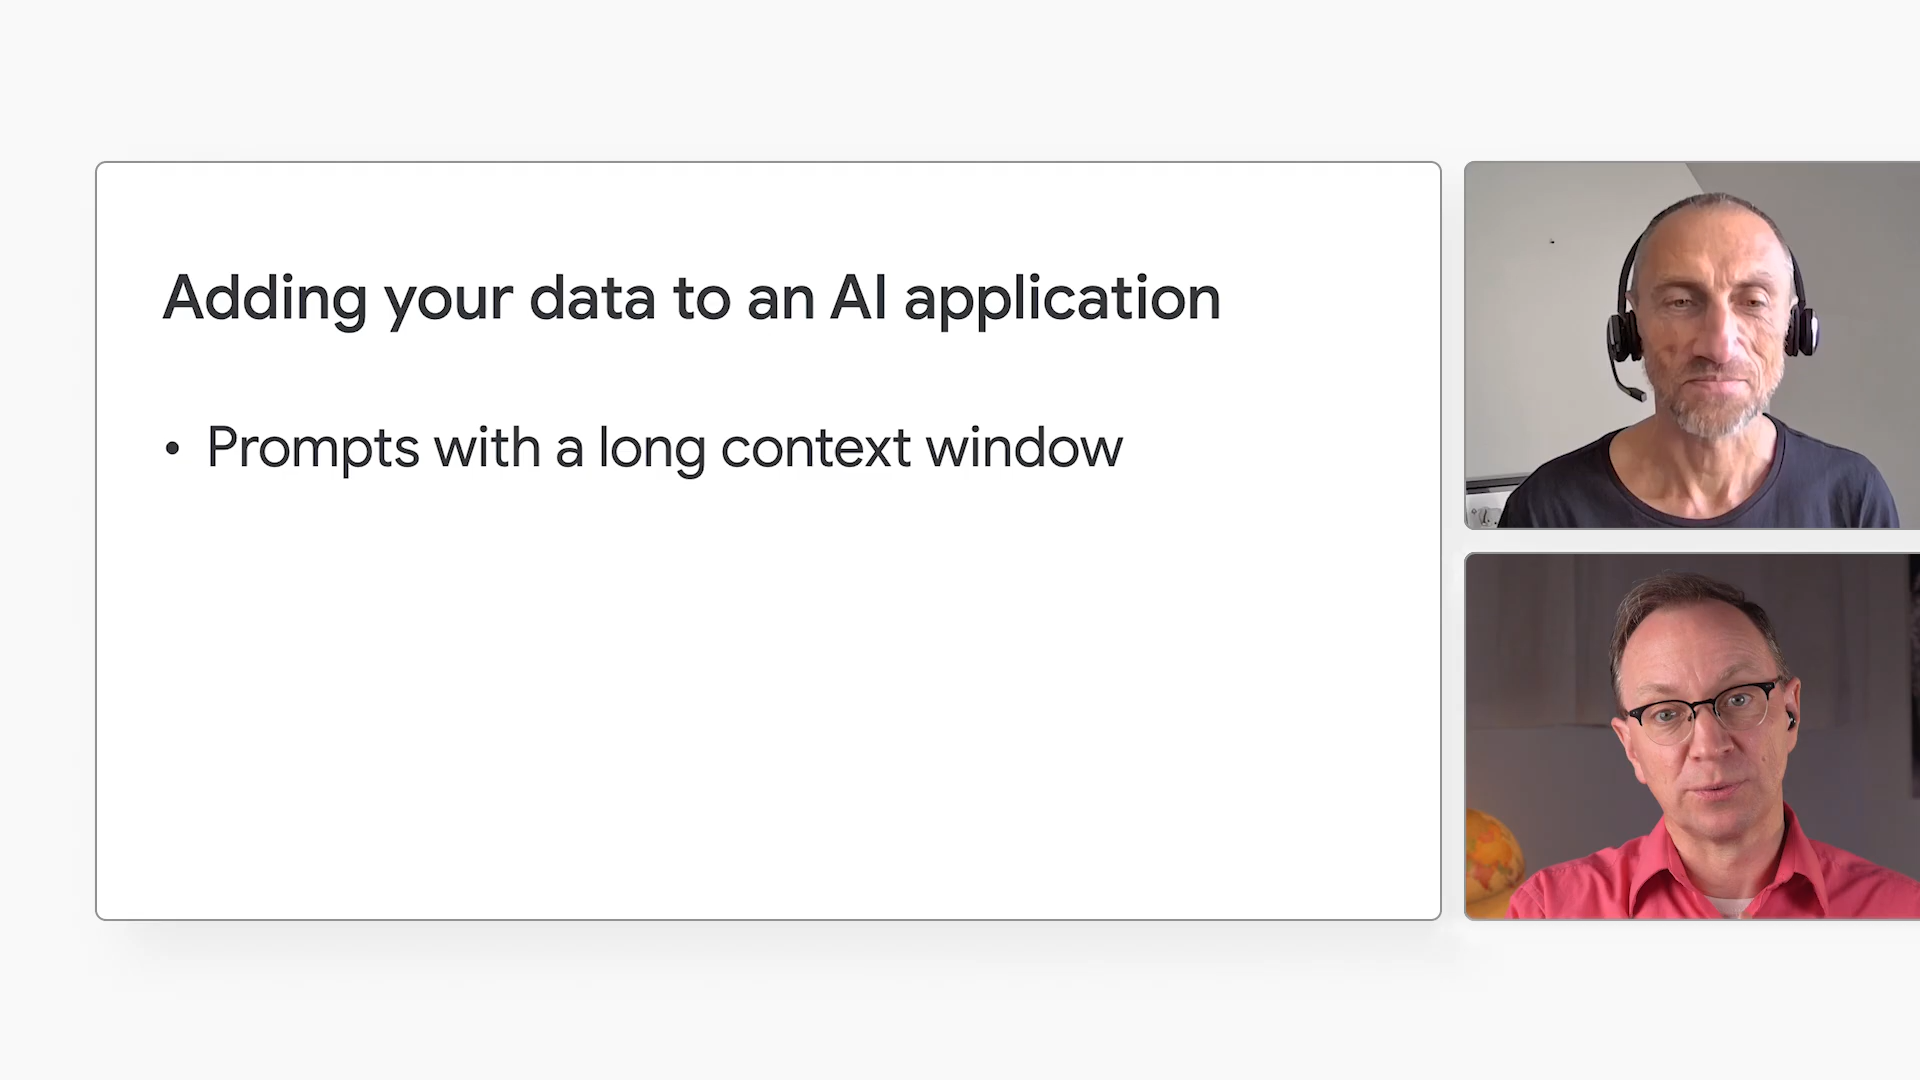 Adding your data to an AI application
• Prompts with a long context window